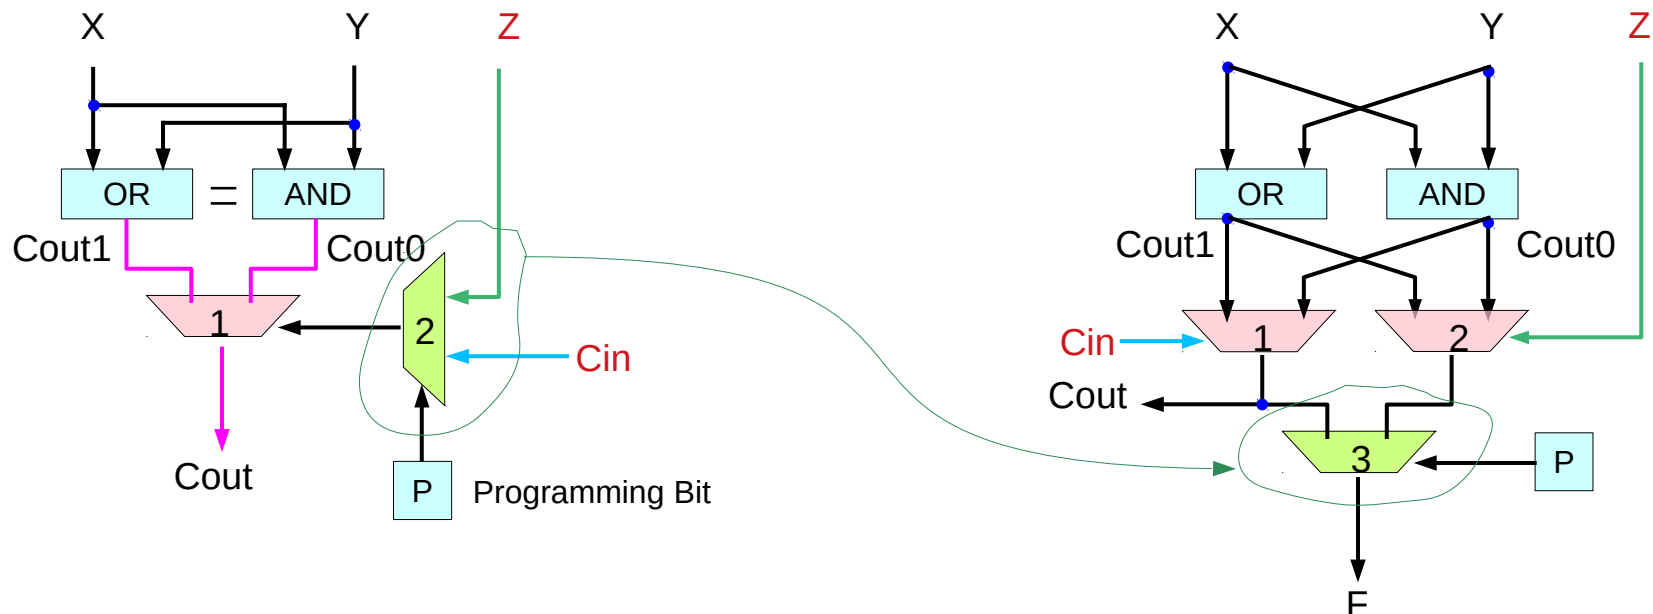 X Y Z
OR = AND
Cout1 Cout0
1
2
Cin
Cout
P Programming Bit
X Y Z
OR AND
Cout1 Cout0
Cin 1 2
Cout
3 P
F